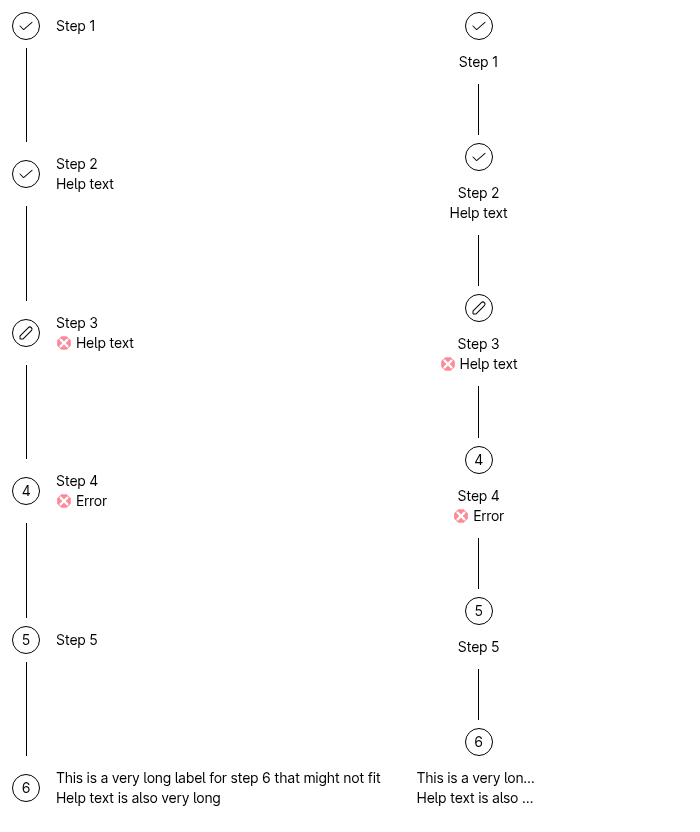 Step 1
Step 2
Help text
Step 3
Help text
4
Step 4
Error
5
Step 5
6
This is a very long label for step 6 that might not fit
Help text is also very long
Step 1
Step 2
Help text
Step 3
Help text
4
Step 4
Error
5
Step 5
6
This is a very lon...
Help text is also ...